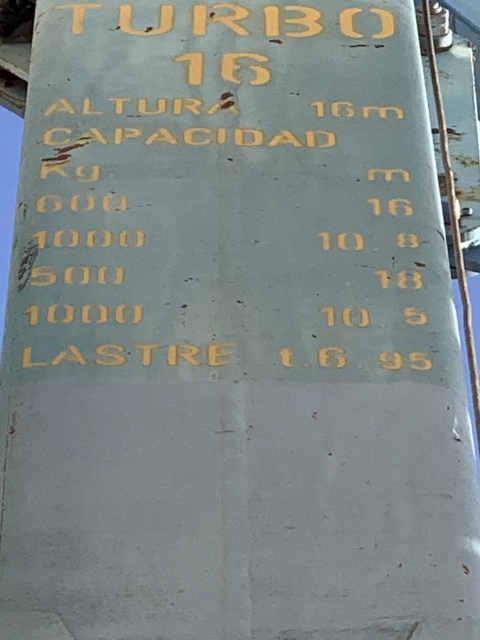 TURBO
16
ALTURA 16m
CAPACIDAD
Kg m
600 16
1000 10.8
500 18
1000 10.5
LASTRE t.6.95